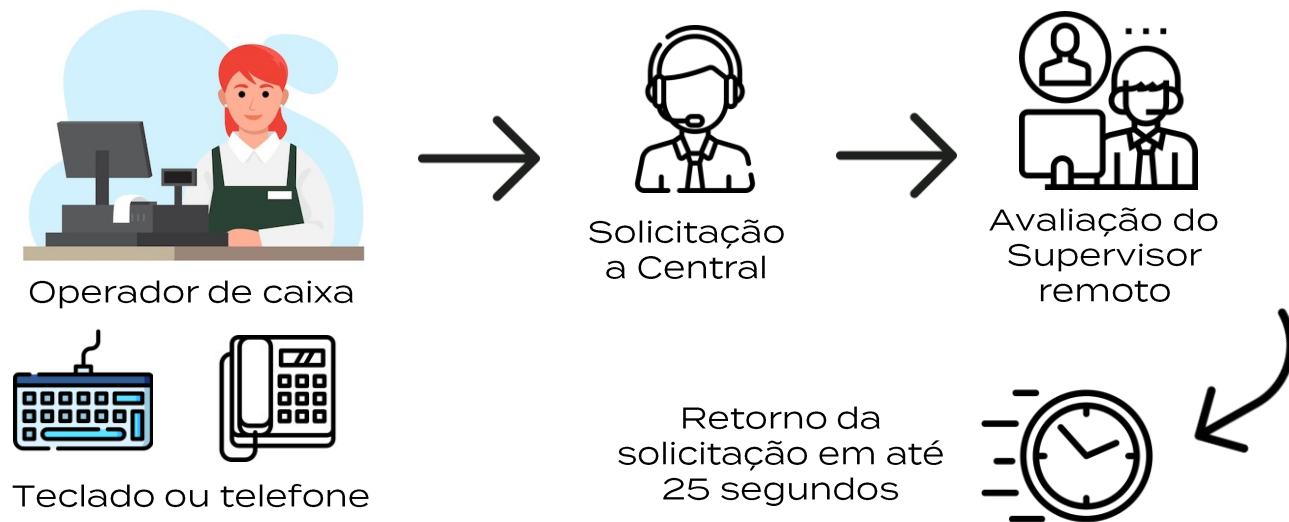 Operador de caixa
Teclado ou telefone
Solicitação
a Central
Avaliação do
Supervisor
remoto
Retorno da
solicitação em até
25 segundos